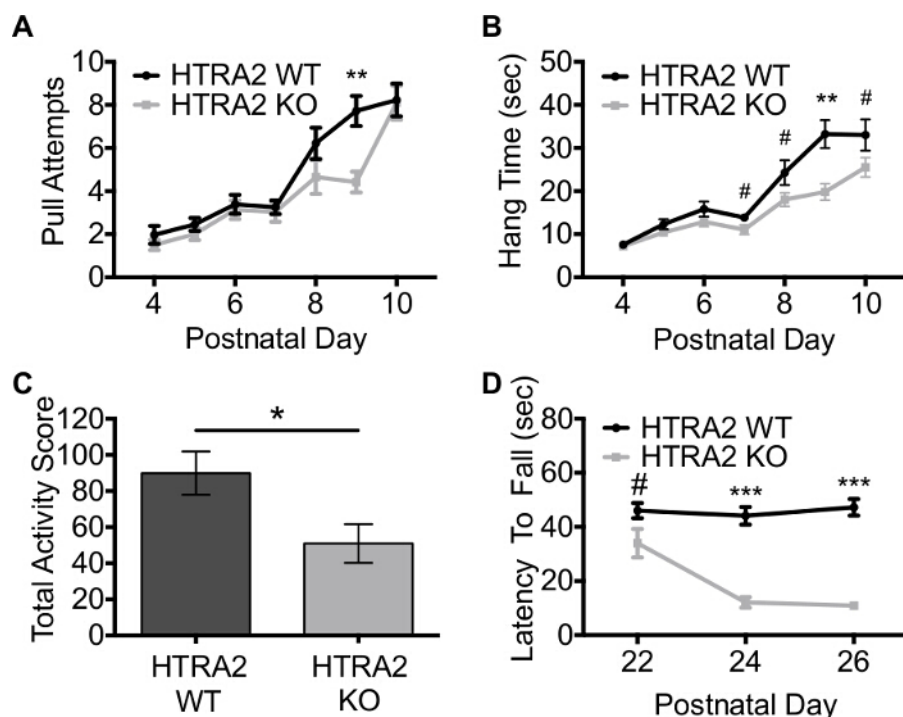 A
Pull Attempts
10
8
6
4
2
0
HTRA2 WT
HTRA2 KO
**
4 6 8 10
Postnatal Day
B
Hang Time (sec)
50
40
30
20
10
0
HTRA2 WT
HTRA2 KO
# # ** #
4 5 6 7 8 9 10
Postnatal Day
C
Total Activity Score
120
100
80
60
40
20
0
*
HTRA2 HTRA2
WT KO
D
Latency To Fall (sec)
80
60
40
20
0
HTRA2 WT
HTRA2 KO
# *** ***
22 24 26
Postnatal Day